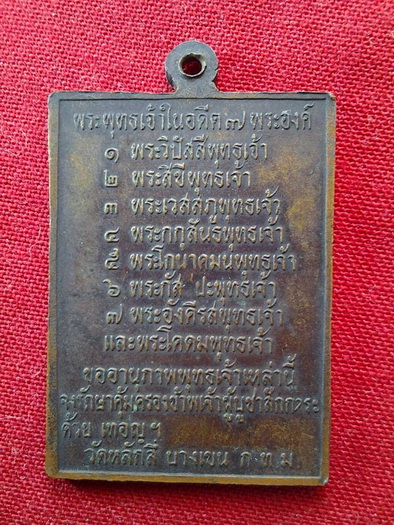 พระพุทธเจ้าในอดีต ๗ พระองค์
๑ พระวิปัสสีพุทธเจ้า
๒ พระสิขีพุทธเจ้า
๓ พระเวสสภูพุทธเจ้า
๔ พระกกุสันธพุทธเจ้า
๕ พระโกนาคมนพุทธเจ้า
๖ พระกัส ปะพุทธเจ้า
๗ พระอังคีรสพุทธเจ้า
และพระโคดมพุทธเจ้า
ขออานุภาพพุทธเจ้าเหล่านี้
จงรักษาคุ้มครองข้าพเจ้าผู้บูชา
ด้วย เทอญฯ
วัดหลักสี่ บางเขน ก.ท.ม